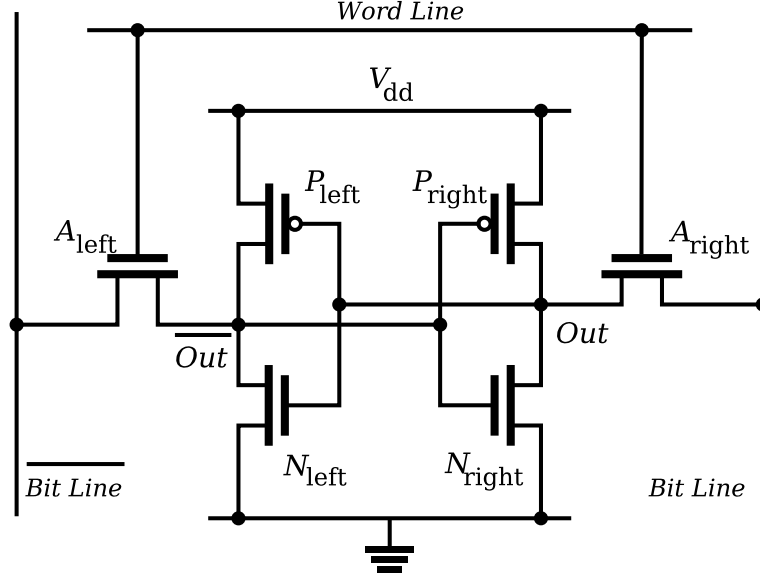 Word Line
Vdd
Pleft
Pright
Aleft
Aright
Out
Out
Nleft
Nright
Bit Line
Bit Line